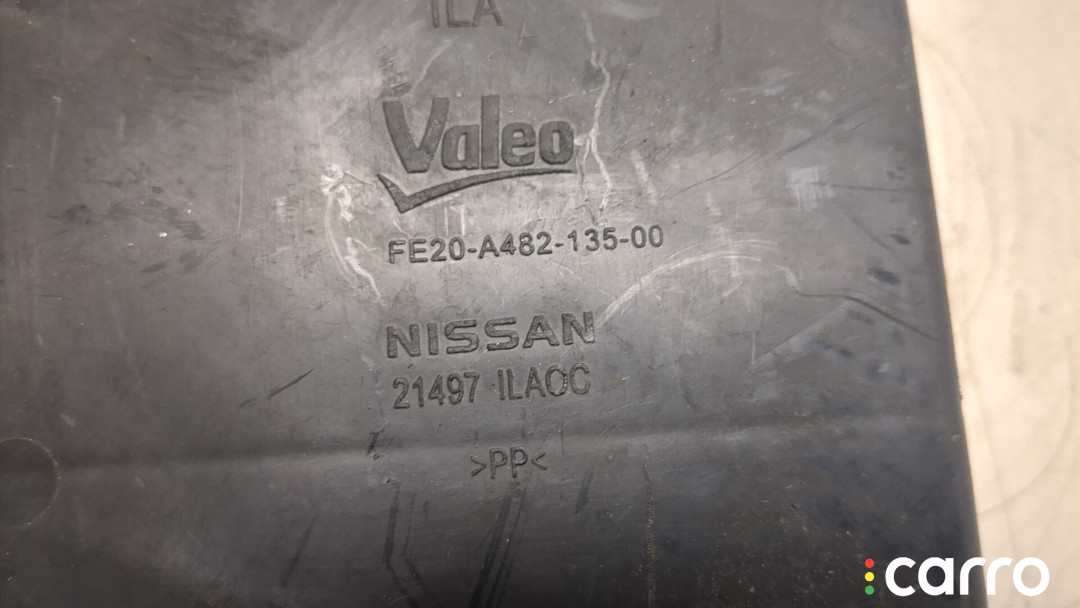 ILA
Valeo
FE20-A482-135-00
NISSAN
21497 ILAOC
>PP<
carro